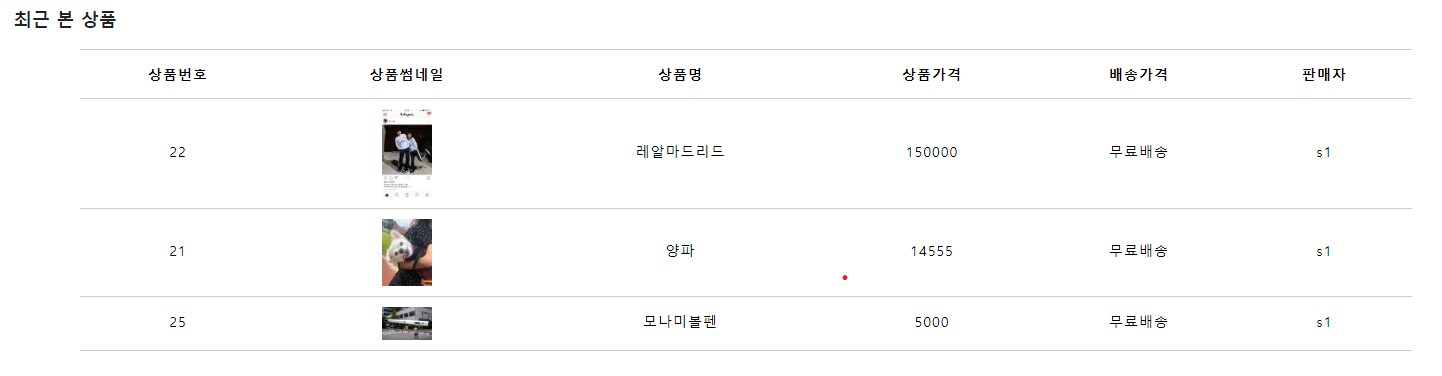 최근 본 상품
상품번호 상품썸네일 상품명 상품가격 배송가격 판매자
22 레알마드리드 150000 무료배송 s1
21 양파 14555 무료배송 s1
25 모나미볼펜 5000 무료배송 s1